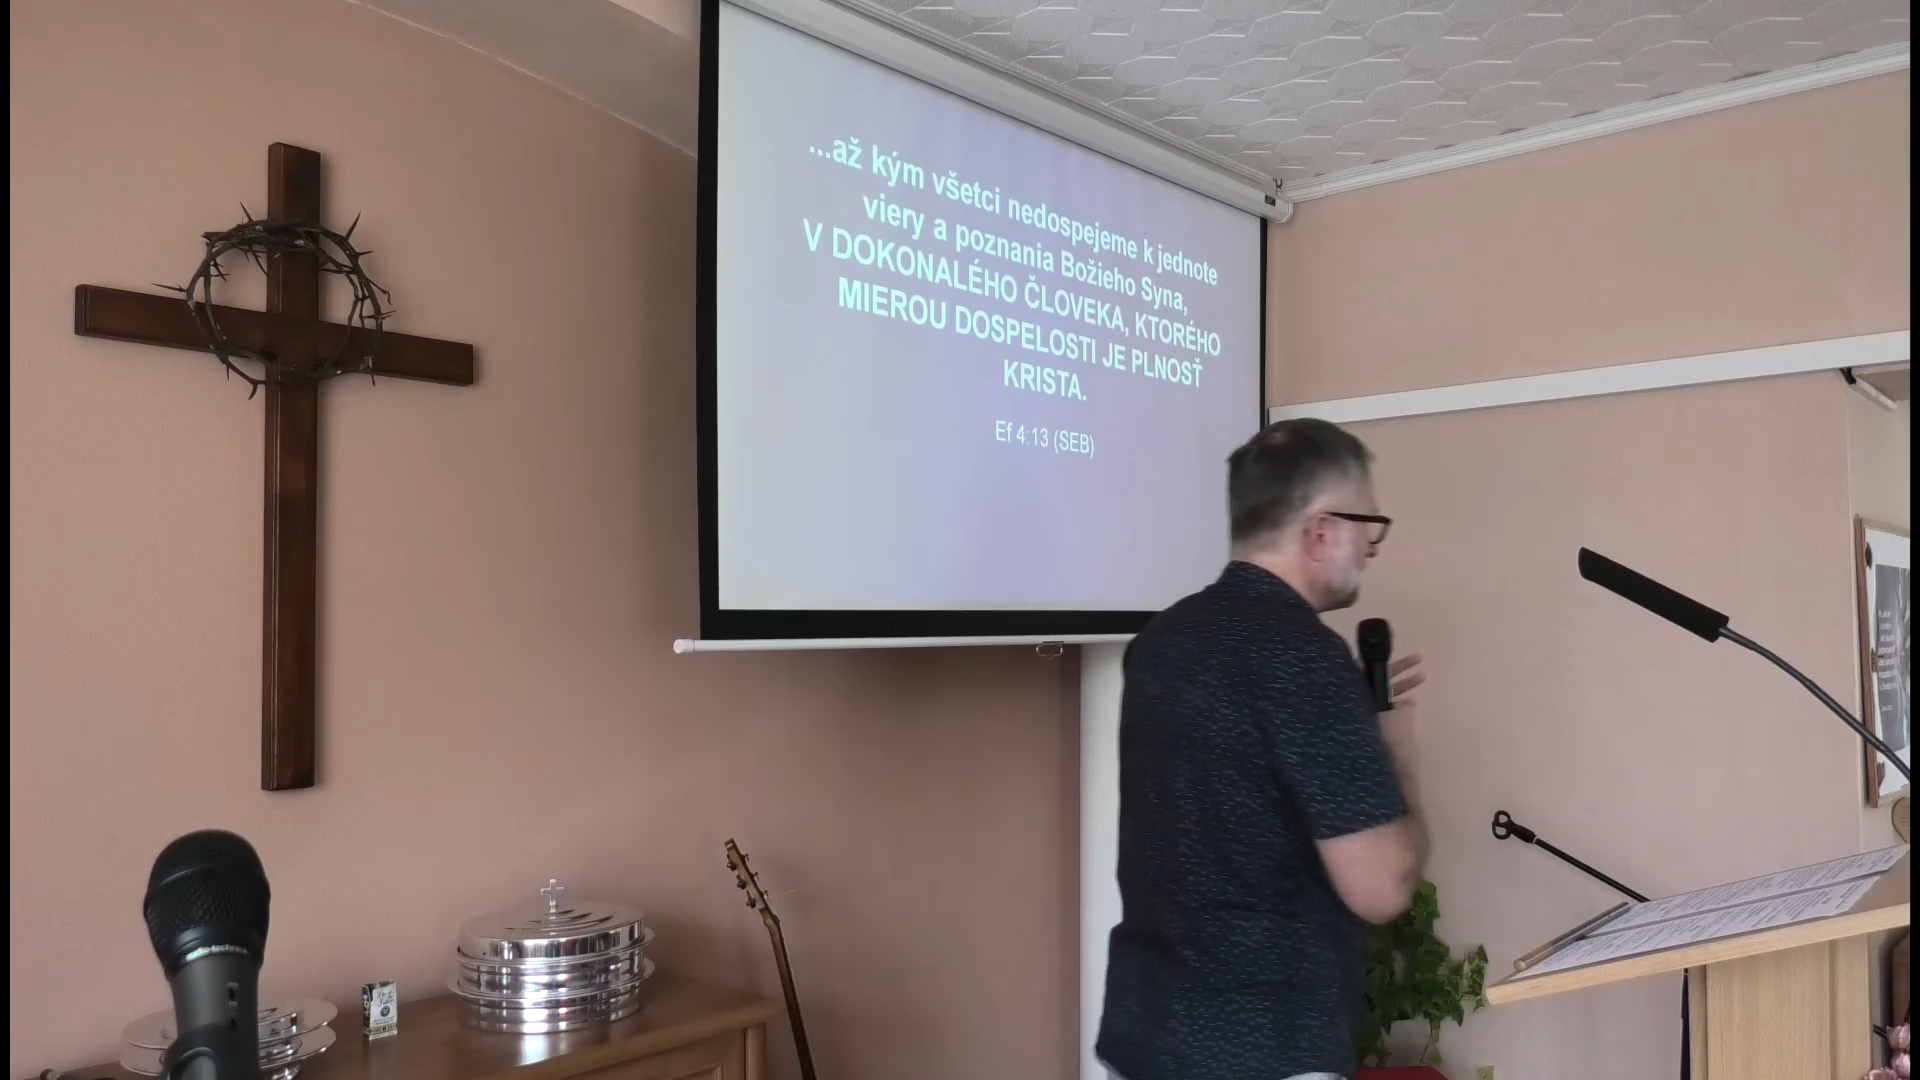 ...až kým všetci nedospejeme k jednote
viery a poznania Božieho Syna,
V DOKONALÉHO ČLOVEKA, KTORÉHO
MIEROU DOSPELOSTI JE PLNOSŤ
KRISTA.
Ef 4:13 (SEB)